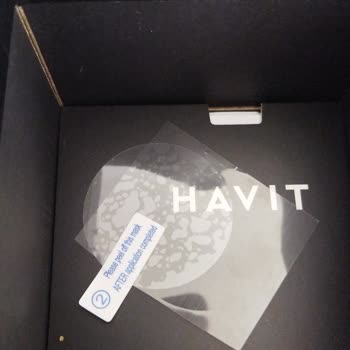 HAVIT
2
Please peel off this mask
AFTER application completed